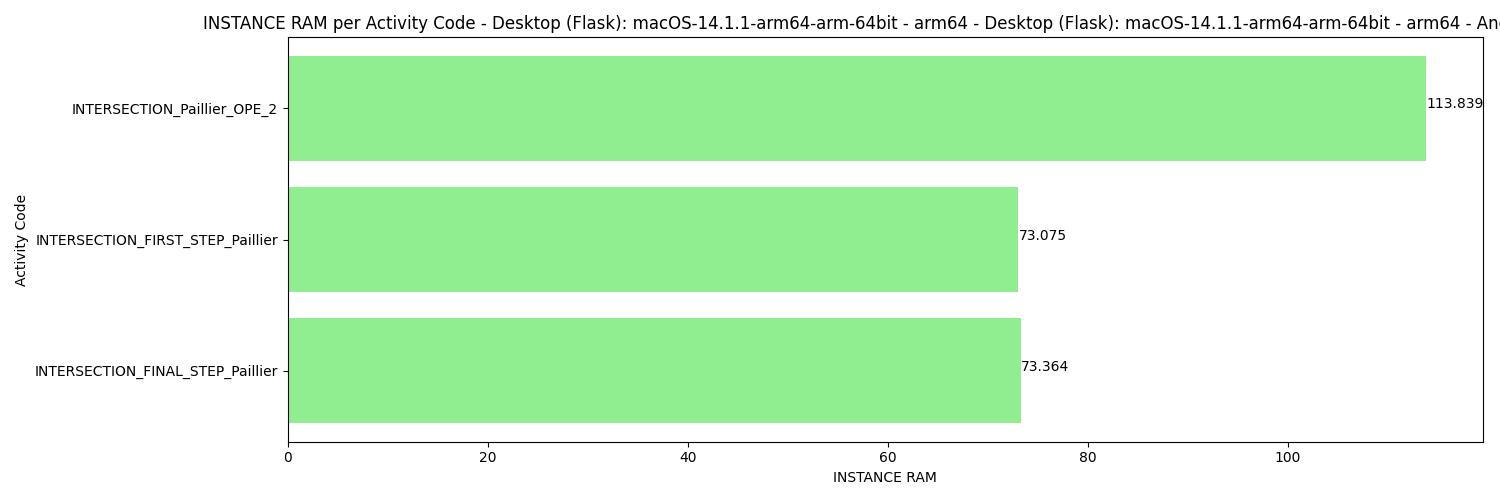 INSTANCE RAM per Activity Code - Desktop (Flask): macOS-14.1.1-arm64-arm-64bit - arm64 - Desktop (Flask): macOS-14.1.1-arm64-arm-64bit - arm64 -
INTERSECTION_Paillier_OPE_2
113.839
INTERSECTION_FIRST_STEP_Paillier
73.075
INTERSECTION_FINAL_STEP_Paillier
73.364
Activity Code
0 20 40 60 80 100
INSTANCE RAM